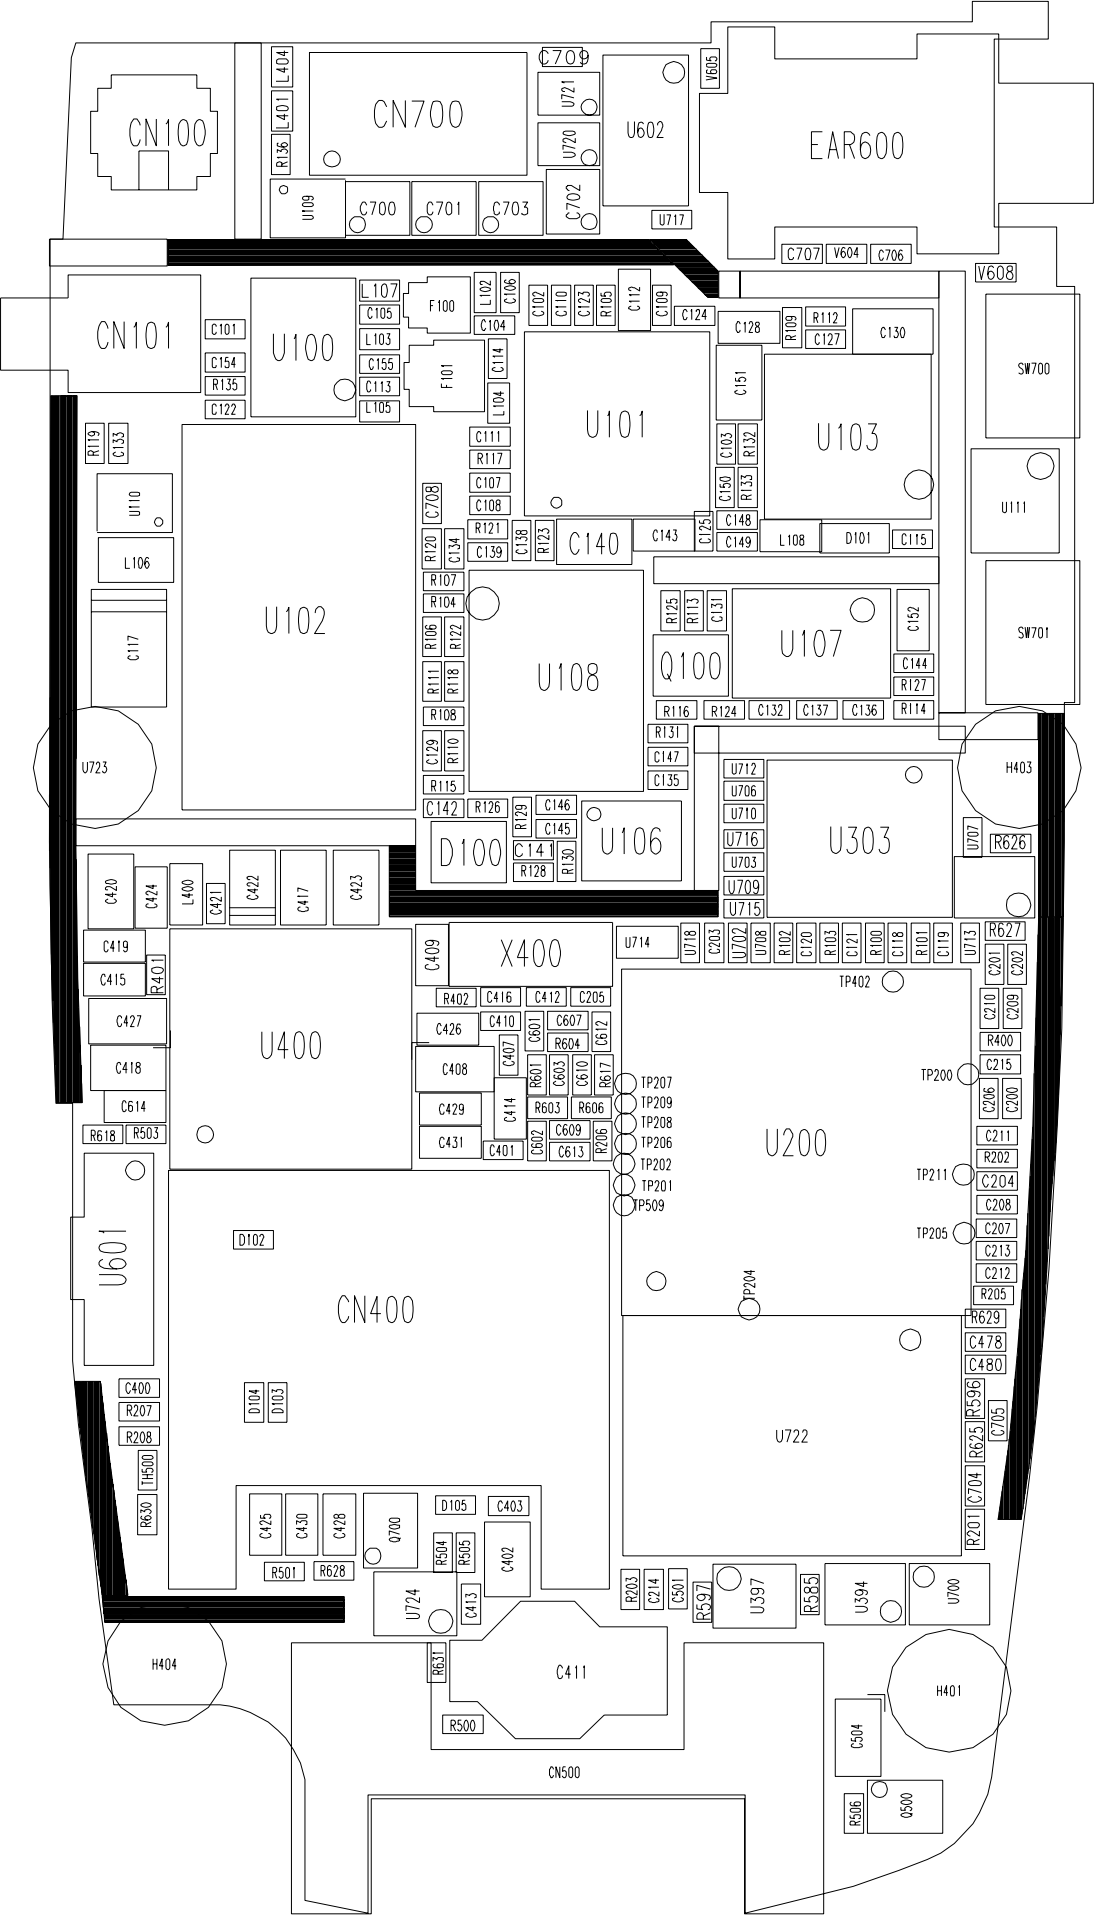 L404 C709 V605
CN700 U721
L401 CN100 U602 EAR600
R136 U720
U109 C700 C701 C703 C702 U717
C707 V604 C706
V608
L107 F100 L102 C106 C102 C110 C123 R105 C112 C109
C105 C104 C124 C128 R109 R112 C130
CN101 C101 U100 L103 C127
C154 C155 F101 C114 C151 SW700
R135 C113
C122 L105 L104 U101 U103
R119 C133 C111 C103 R132
R117
U110 C708 C107 C150 R133 U111
C108 C125 C148
L106 R120 C134 R121 C138 R123 C140 C143 C149 L108 D101 C115
C139
R107
C117 U102 R104 R125 R113 C131 C152
R106 R122 U107 SW701
R111 R118 U108 Q100 C144
R127
R108 R116 R124 C132 C137 C136 R114
C129 R110 R131
C147
U723 U712 H403
R115 C135 U706
C142 R126 R129 C146 U710
C145 U716 U707 R626
D100 C141 R130 U106 U703 U303
R128 U709
C420 C424 L400 C421 C422 C417 C423 U715
C419 C409 X400 U714 U718 C203 U702 U708 R102 C120 R103 C121 R100 C118 R101 C119 U713 R627
C415 R401 TP402 C201 C202
R402 C416 C412 C205
C427 C426 C410 C601 C607 C612 C210 C209
U400 R604 R400
C418 C408 C407 R601 C603 C610 R617 TP207 TP200 C215
C614 C429 C414 R603 R606 TP209 C206 C200
R618 R503 TP208
C431 C602 C609 R206 TP206 U200 C211
C401 C613 TP202 R202
TP201 TP211 C204
TP509 C208
U601 D102 TP205 C207
C213
TP204 C212
CN400 R205
R629
C478
C400 D104 D103 C480
R207 R596 C705
R208 U722 R625
TH500
R630 C425 C430 C428 Q700 D105 C403 C704
R504 R505 C402 R201
R501 R628
U724 C413 R203 C214 C501 R597 U397 R585 U394 U700
H404 R631 C411 H401
R500 C504
CN500
R506 Q500